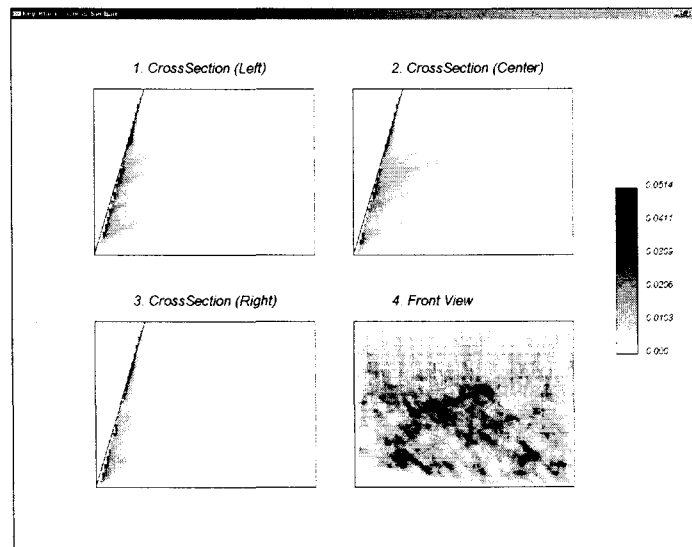 1. CrossSection (Left)
2. CrossSection (Center)
0.0514
0.0411
0.0309
0.0206
0.0103
0.000
3. CrossSection (Right)
4. Front View